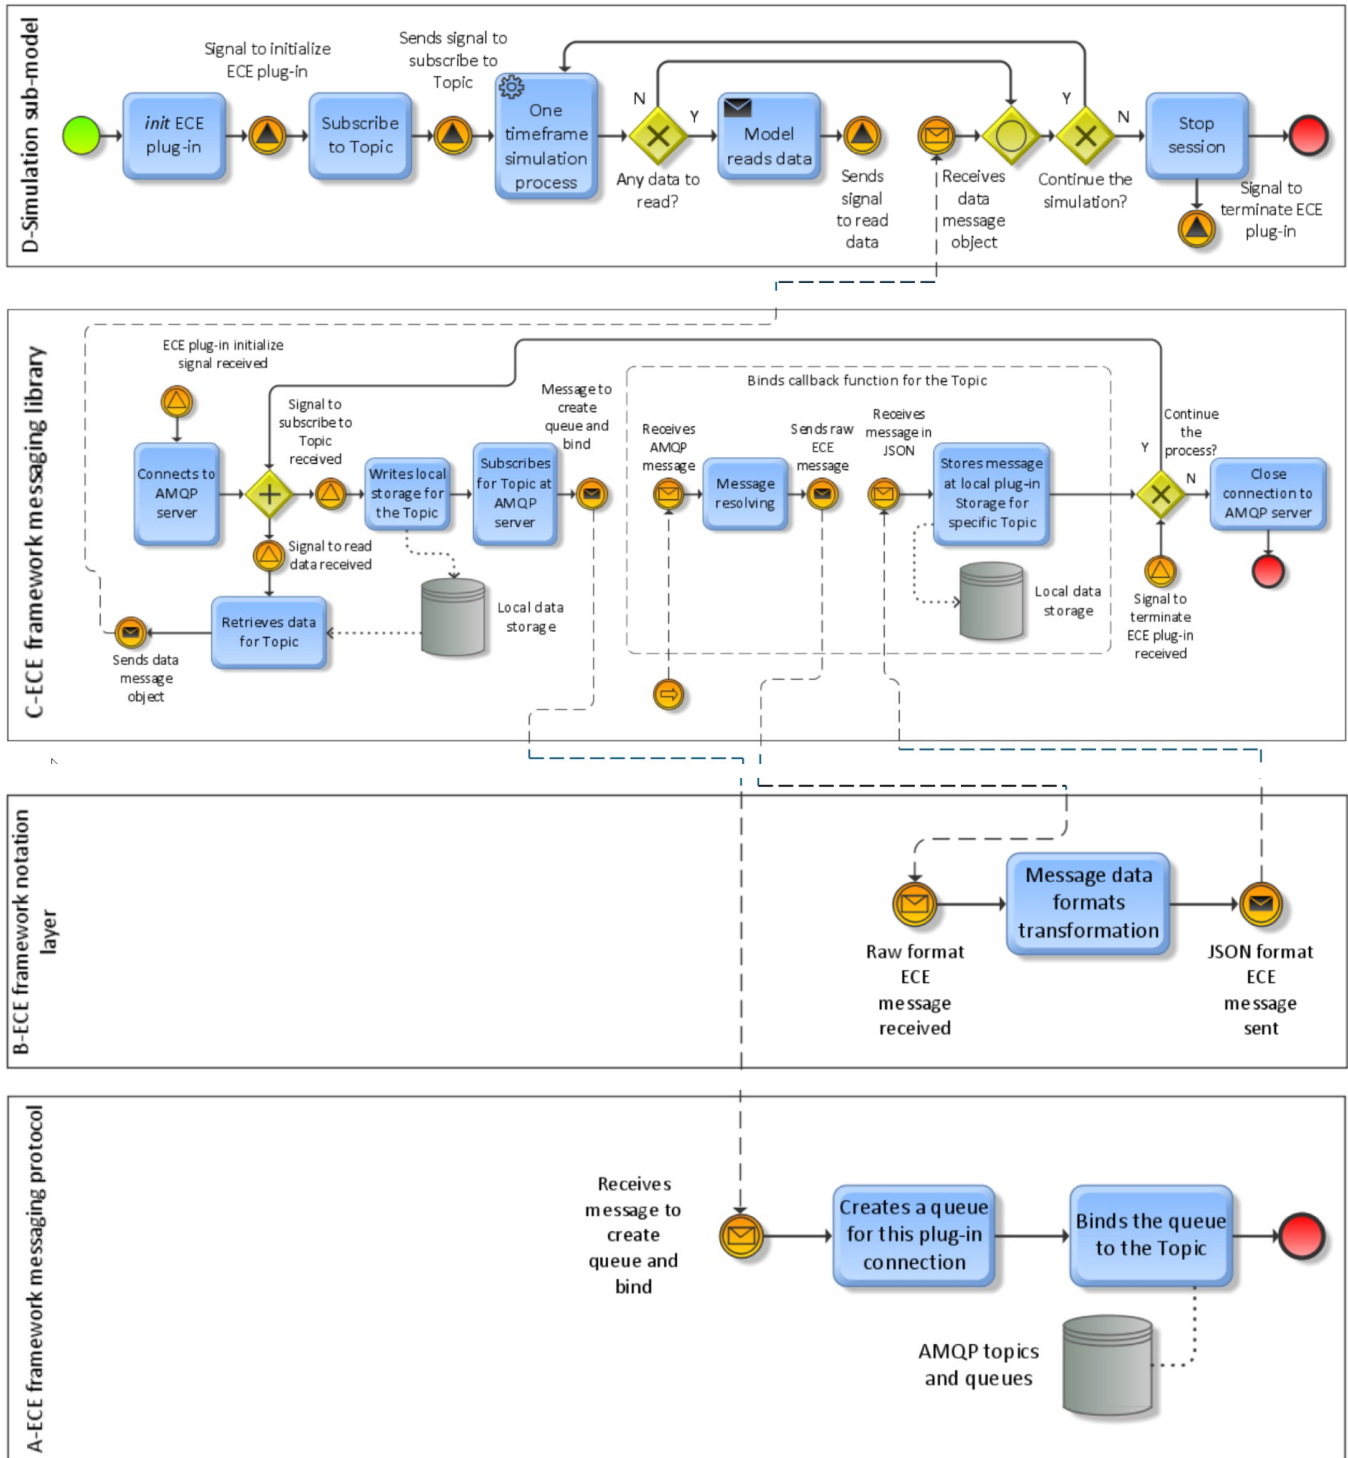 D-Simulation sub-model
Signal to initialize
ECE plug-in
Sends signal to
subscribe to
Topic
init ECE
plug-in
Subscribe
to Topic
One
timeframe
simulation
process
N
Y
Any data to
read?
Model
reads data
Sends
signal
to read
data
Receives
data
message
object
Y
N
Continue the
simulation?
Stop
session
Signal to
terminate ECE
plug-in
C-ECE framework messaging library
ECE plug-in initialize
signal received
Connects to
AMQP
server
Signal to
subscribe to
Topic
received
Writes local
storage for
the Topic
Subscribes
for Topic at
AMQP
server
Message to
create
queue and
bind
Signal to read
data received
Retrieves data
for Topic
Local data
storage
Sends data
message
object
Binds callback function for the Topic
Receives
AMQP
message
Message
resolving
Sends raw
ECE
message
Receives
message in
JSON
Stores message
at local plug-in
Storage for
specific Topic
Local data
storage
Continue
the
process?
Y
N
Close
connection to
AMQP server
Signal to
terminate
ECE plug-in
received
B-ECE framework notation
layer
Raw format
ECE
message
received
Message data
formats
transformation
JSON format
ECE
message
sent
A-ECE framework messaging protocol
Receives
message to
create
queue and
bind
Creates a queue
for this plug-in
connection
Binds the queue
to the Topic
AMQP topics
and queues